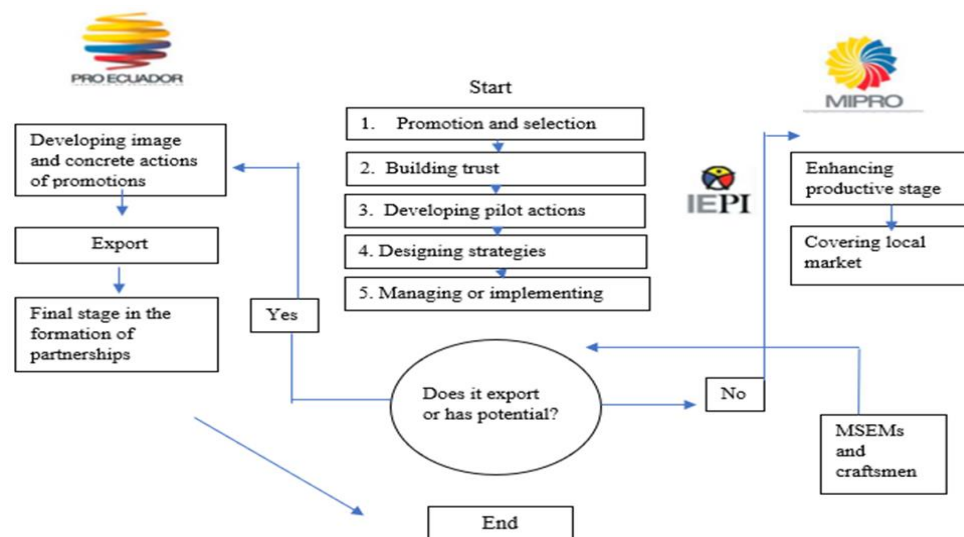 PRO ECUADOR
Developing image
and concrete actions
of promotions
Export
Final stage in the
formation of
partnerships
Start
1. Promotion and selection
2. Building trust
3. Developing pilot actions
4. Designing strategies
5. Managing or implementing
Yes
Does it export
or has potential?
No
End
IEPI
MIPRO
Enhancing
productive stage
Covering local
market
MSEMs
and
craftsmen